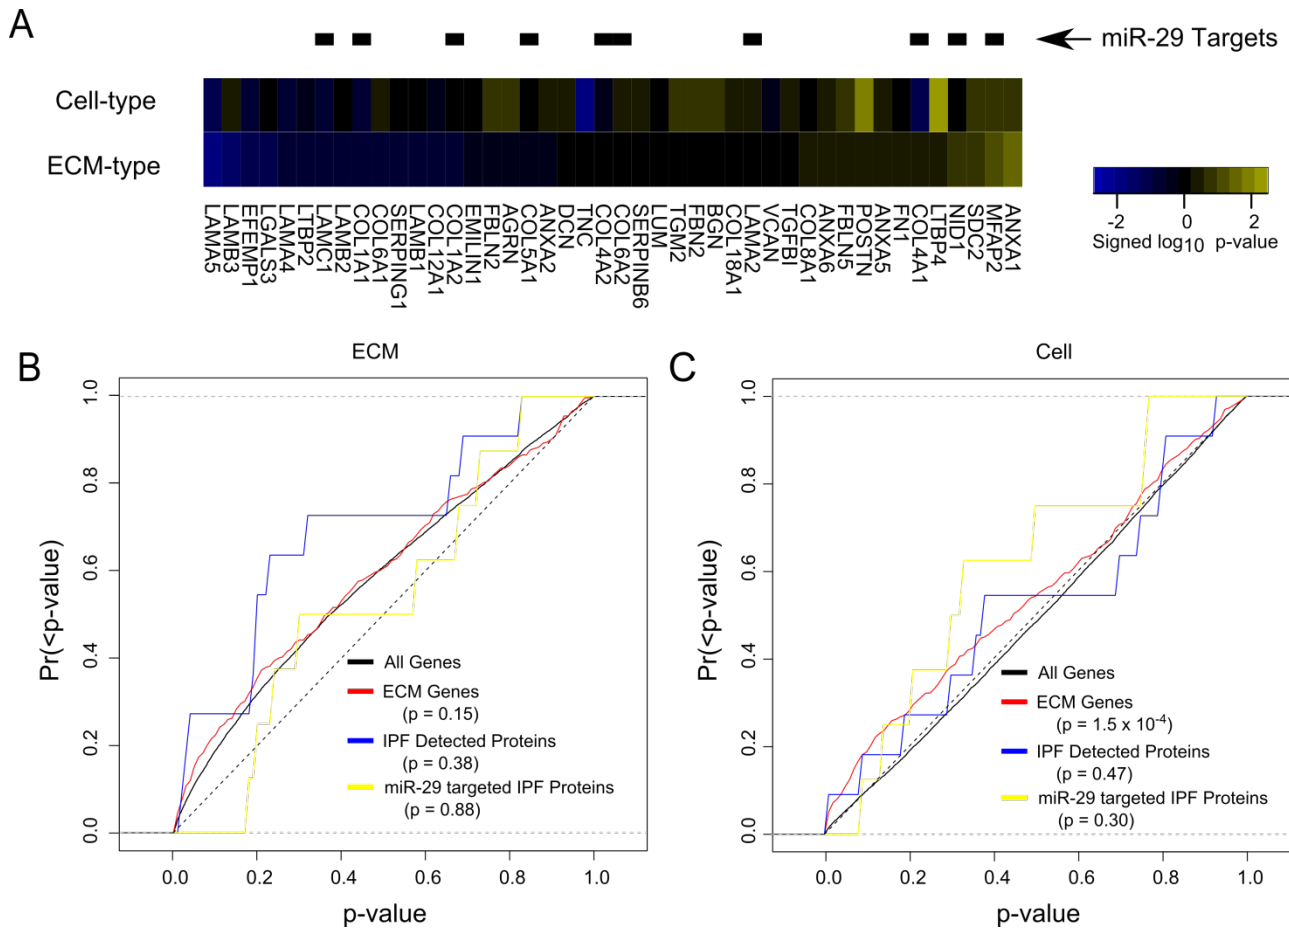 A
miR-29 Targets
Cell-type
ECM-type
LAMA5
LAMB3
EFEMP1
LGALS3
LAMA4
LTBP2
LAMC1
LAMB2
COL1A1
COL6A1
SERPING1
LAMB1
COL12A1
COL1A2
EMILIN1
FBLN2
AGRN
COL5A1
ANXA2
DCN
TNC
COL4A2
COL6A2
SERPINB6
LUM
TGM2
FBN2
BGN
COL18A1
LAMA2
VCAN
TGFBI
COL8A1
ANXA6
FBLN5
POSTN
ANXA5
FN1
COL4A1
LTBP4
NID1
SDC2
MFAP2
ANXA1
-2 0 2
Signed log10 p-value
B
ECM
Pr(<p-value)
1.0
0.8
0.6
0.4
0.2
0.0
All Genes
ECM Genes
(p = 0.15)
IPF Detected Proteins
(p = 0.38)
miR-29 targeted IPF Proteins
(p = 0.88)
0.0 0.2 0.4 0.6 0.8 1.0
p-value
C
Cell
Pr(<p-value)
1.0
0.8
0.6
0.4
0.2
0.0
All Genes
ECM Genes
(p = 1.5 x 10-4)
IPF Detected Proteins
(p = 0.47)
miR-29 targeted IPF Proteins
(p = 0.30)
0.0 0.2 0.4 0.6 0.8 1.0
p-value